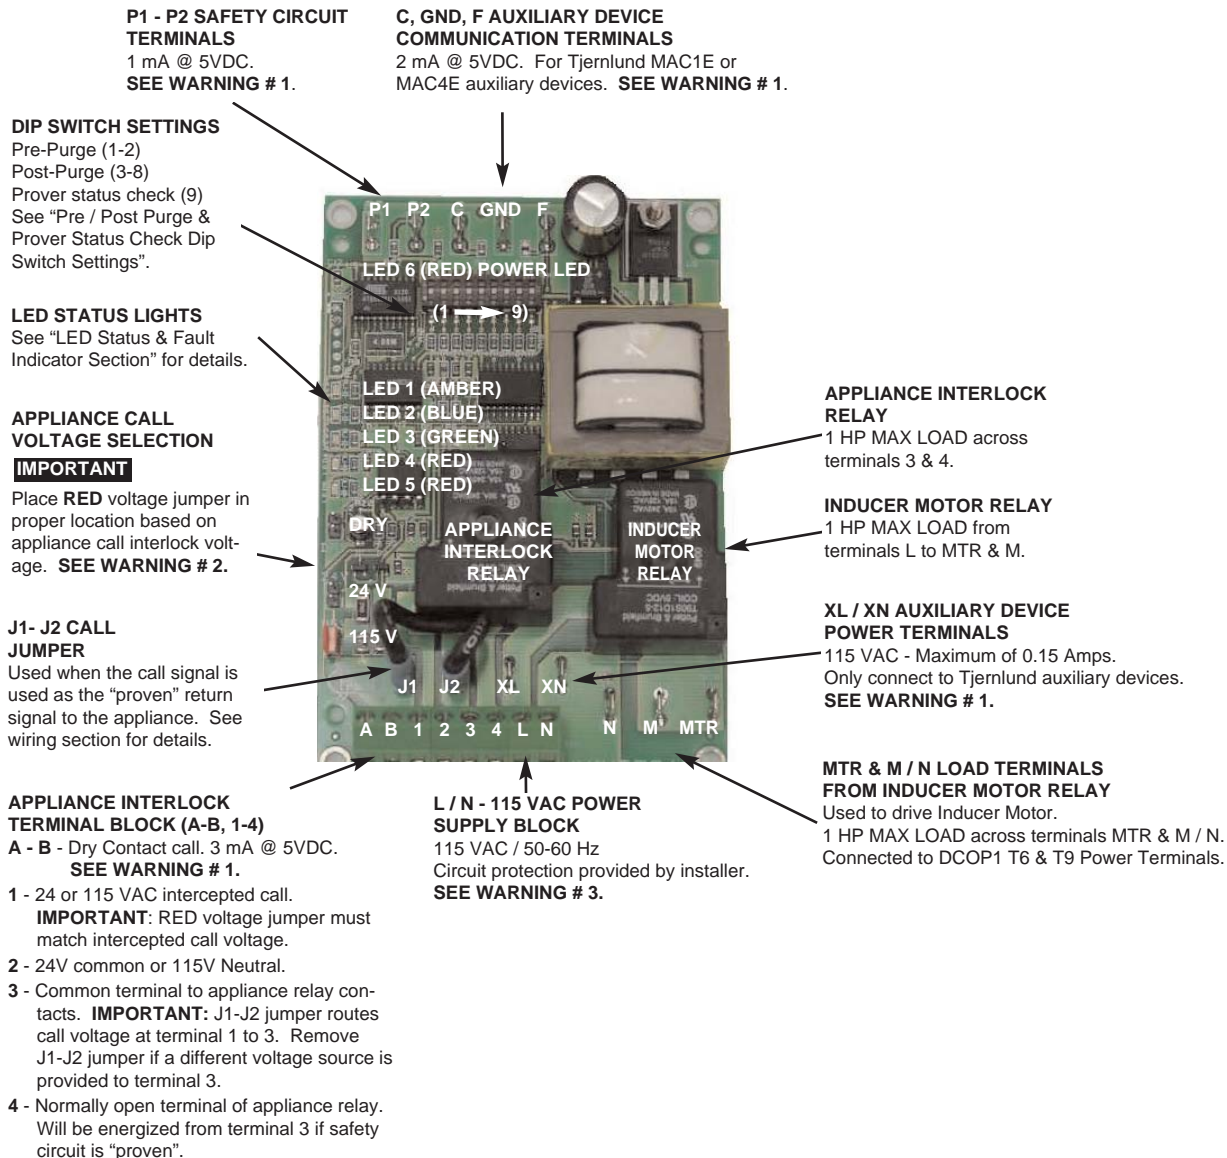 P1 - P2 SAFETY CIRCUIT
TERMINALS
1 mA @ 5VDC.
SEE WARNING # 1.
C, GND, F AUXILIARY DEVICE
COMMUNICATION TERMINALS
2 mA @ 5VDC. For Tjernlund MAC1E or
MAC4E auxiliary devices. SEE WARNING # 1.
DIP SWITCH SETTINGS
Pre-Purge (1-2)
Post-Purge (3-8)
Prover status check (9)
See “Pre / Post Purge &
Prover Status Check Dip
Switch Settings”.
LED STATUS LIGHTS
See “LED Status & Fault
Indicator Section” for details.
APPLIANCE CALL
VOLTAGE SELECTION
IMPORTANT
Place RED voltage jumper in
proper location based on
appliance call interlock volt-
age. SEE WARNING # 2.
J1- J2 CALL
JUMPER
Used when the call signal is
used as the “proven” return
signal to the appliance. See
wiring section for details.
P1 P2 C GND F
LED 6 (RED) POWER LED
(1 9)
LED 1 (AMBER)
LED 2 (BLUE)
LED 3 (GREEN)
LED 4 (RED)
LED 5 (RED)
DRY
24 V
115 V
APPLIANCE
INTERLOCK
RELAY
INDUCER
MOTOR
RELAY
Potter & Brumfield
COIL: 5VDC
T90S1D12-5
J1 J2 XL XN
A B 1 2 3 4 L N
N M MTR
APPLIANCE INTERLOCK
RELAY
1 HP MAX LOAD across
terminals 3 & 4.
INDUCER MOTOR RELAY
1 HP MAX LOAD from
terminals L to MTR & M.
XL / XN AUXILIARY DEVICE
POWER TERMINALS
115 VAC - Maximum of 0.15 Amps.
Only connect to Tjernlund auxiliary devices.
SEE WARNING # 1.
MTR & M / N LOAD TERMINALS
FROM INDUCER MOTOR RELAY
Used to drive Inducer Motor.
1 HP MAX LOAD across terminals MTR & M / N.
Connected to DCOP1 T6 & T9 Power Terminals.
APPLIANCE INTERLOCK
TERMINAL BLOCK (A-B, 1-4)
A - B - Dry Contact call. 3 mA @ 5VDC.
SEE WARNING # 1.
1 - 24 or 115 VAC intercepted call.
IMPORTANT: RED voltage jumper must
match intercepted call voltage.
2 - 24V common or 115V Neutral.
3 - Common terminal to appliance relay con-
tacts. IMPORTANT: J1-J2 jumper routes
call voltage at terminal 1 to 3. Remove
J1-J2 jumper if a different voltage source is
provided to terminal 3.
4 - Normally open terminal of appliance relay.
Will be energized from terminal 3 if safety
circuit is “proven”.
L / N - 115 VAC POWER
SUPPLY BLOCK
115 VAC / 50-60 Hz
Circuit protection provided by installer.
SEE WARNING # 3.